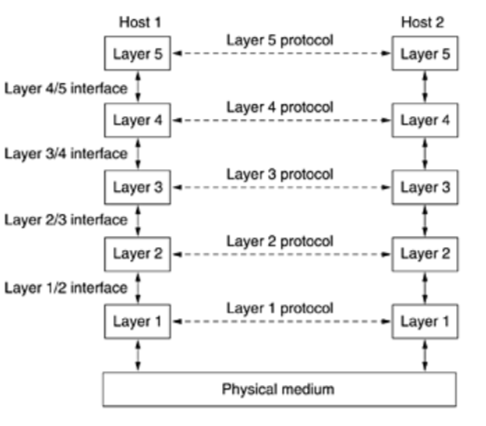 Host 1
Host 2
Layer 5
Layer 5 protocol
Layer 5
Layer 4/5 interface
Layer 4
Layer 4 protocol
Layer 4
Layer 3/4 interface
Layer 3
Layer 3 protocol
Layer 3
Layer 2/3 interface
Layer 2
Layer 2 protocol
Layer 2
Layer 1/2 interface
Layer 1
Layer 1 protocol
Layer 1
Physical medium